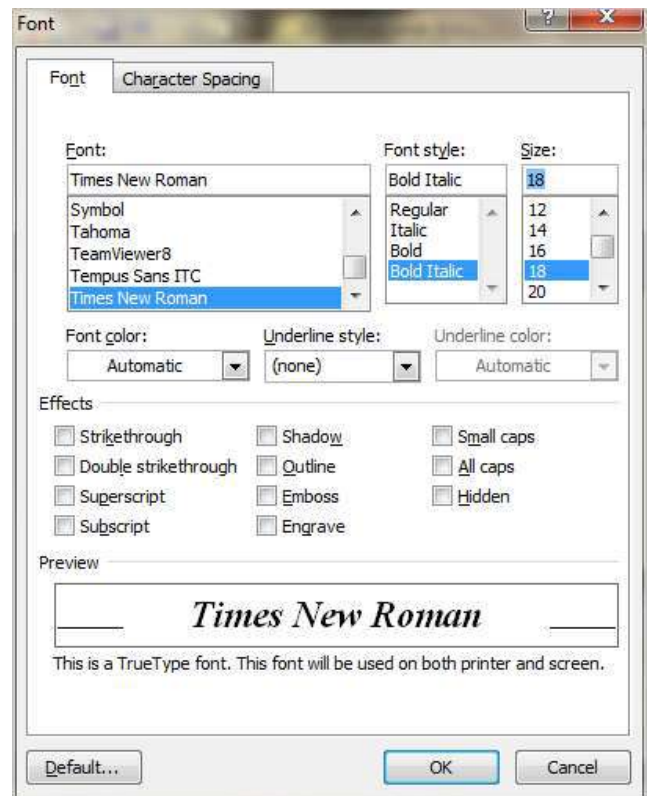 Font
Font Character Spacing
Font: Font style: Size:
Times New Roman Bold Italic 18
Symbol Regular 12
Tahoma Italic 14
TeamViewer8 Bold 16
Tempus Sans ITC Bold Italic 18
Times New Roman 20
Font color: Underline style: Underline color:
Automatic (none) Automatic
Effects
Strikethrough Shadow Small caps
Double strikethrough Outline All caps
Superscript Emboss Hidden
Subscript Engrave
Preview
Times New Roman
This is a TrueType font. This font will be used on both printer and screen.
Default... OK Cancel